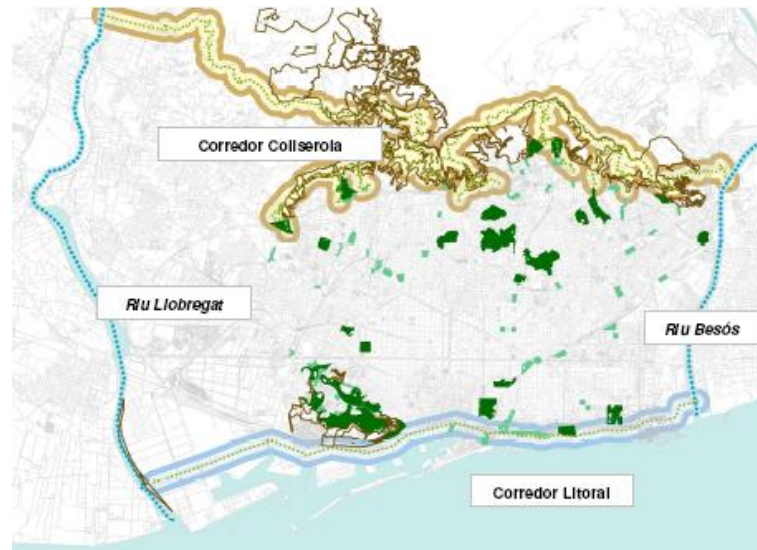 Corredor Collserola
Riu Llobregat
Riu Besós
Corredor Litoral